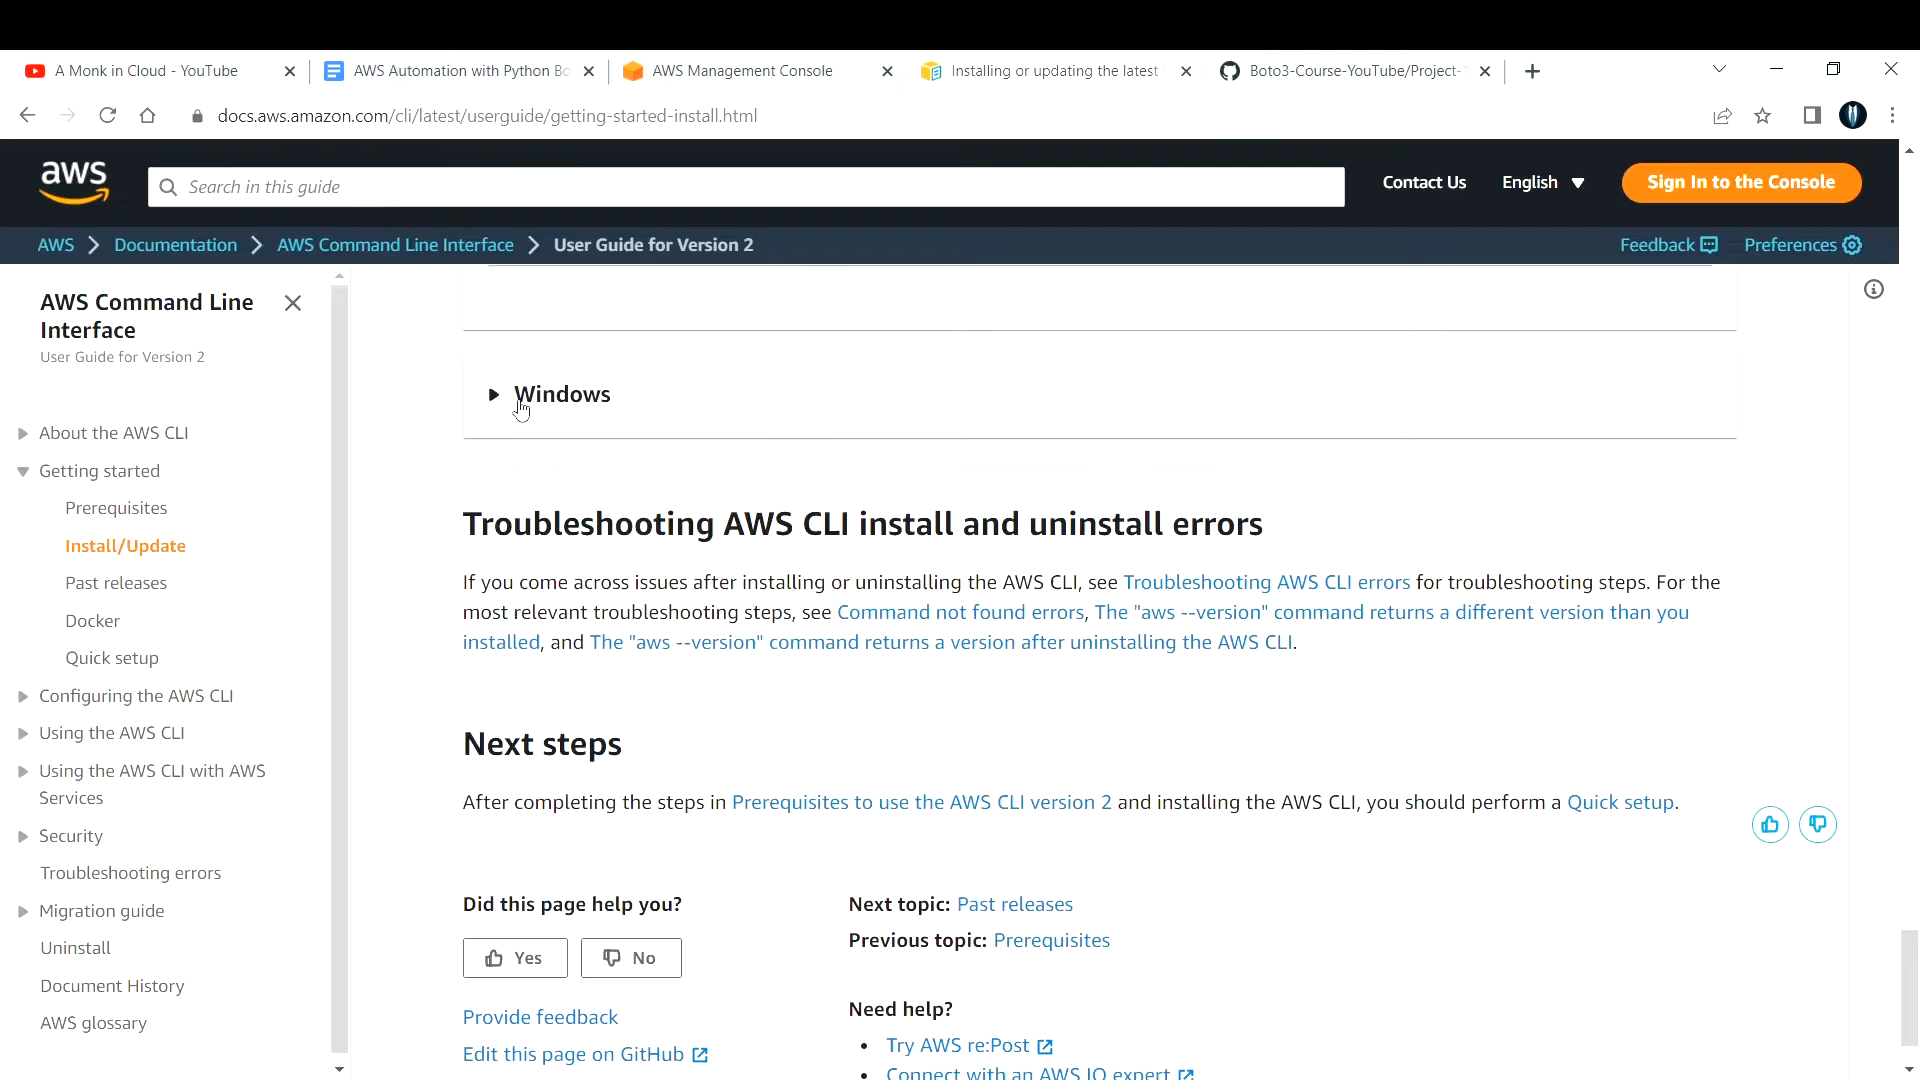 A Monk in Cloud - YouTube
AWS Automation with Python Bo
AWS Management Console
Installing or updating the latest
Boto3-Course-YouTube/Project-
docs.aws.amazon.com/cli/latest/userguide/getting-started-install.html
aws
Search in this guide
Contact Us
English
Sign In to the Console
AWS
Documentation
AWS Command Line Interface
User Guide for Version 2
Feedback
Preferences
AWS Command Line
Interface
User Guide for Version 2
About the AWS CLI
Getting started
Prerequisites
Install/Update
Past releases
Docker
Quick setup
Configuring the AWS CLI
Using the AWS CLI
Using the AWS CLI with AWS
Services
Security
Troubleshooting errors
Migration guide
Uninstall
Document History
AWS glossary
Windows
Troubleshooting AWS CLI install and uninstall errors
If you come across issues after installing or uninstalling the AWS CLI, see Troubleshooting AWS CLI errors for troubleshooting steps. For the
most relevant troubleshooting steps, see Command not found errors, The "aws --version" command returns a different version than you
installed, and The "aws --version" command returns a version after uninstalling the AWS CLI.
Next steps
After completing the steps in Prerequisites to use the AWS CLI version 2 and installing the AWS CLI, you should perform a Quick setup.
Did this page help you?
Yes
No
Provide feedback
Edit this page on GitHub
Next topic: Past releases
Previous topic: Prerequisites
Need help?
• Try AWS re:Post
• Connect with an AWS IQ expert